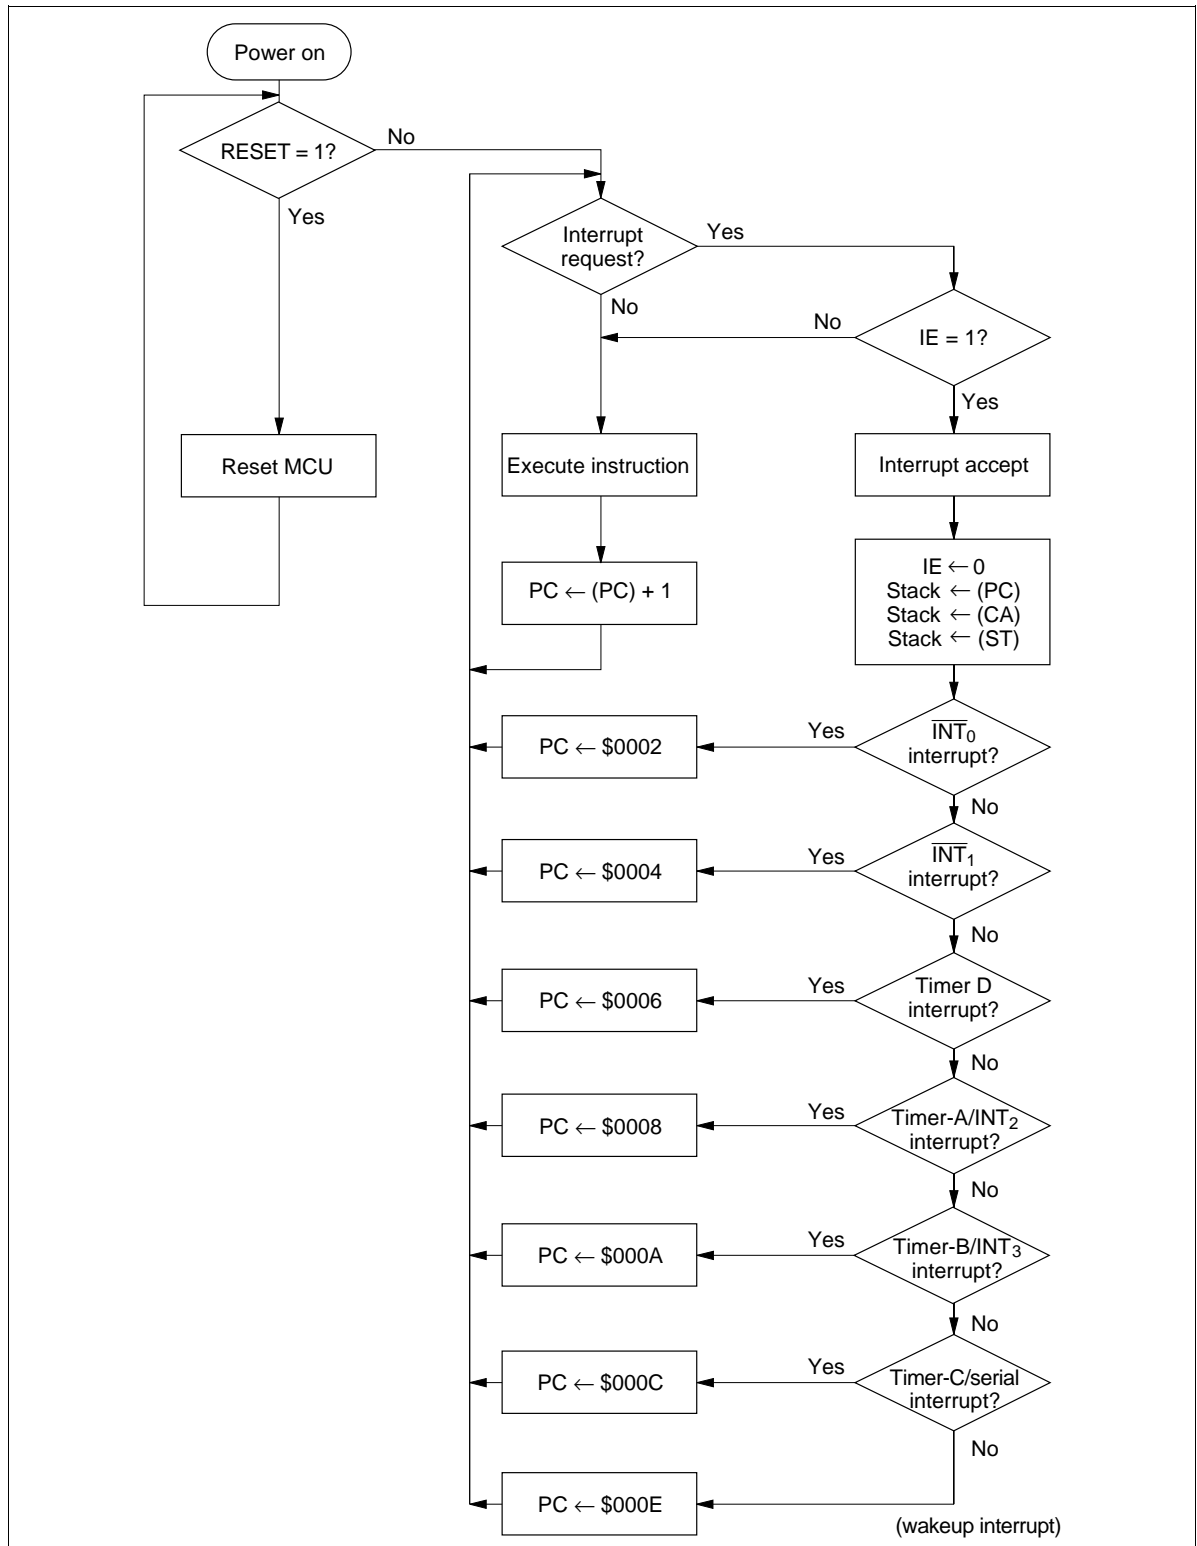 Power on
RESET = 1?
No
Yes
Interrupt
request?
Yes
No
No
IE = 1?
Yes
Reset MCU
Execute instruction
Interrupt accept
PC ← (PC) + 1
IE ← 0
Stack ← (PC)
Stack ← (CA)
Stack ← (ST)
PC ← $0002
Yes
I̅N̅T̅0
interrupt?
No
PC ← $0004
Yes
I̅N̅T̅1
interrupt?
No
PC ← $0006
Yes
Timer D
interrupt?
No
PC ← $0008
Yes
Timer-A/INT2
interrupt?
No
PC ← $000A
Yes
Timer-B/INT3
interrupt?
No
PC ← $000C
Yes
Timer-C/serial
interrupt?
No
PC ← $000E
(wakeup interrupt)